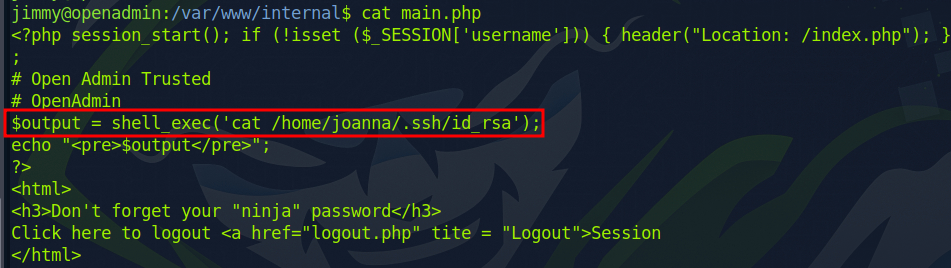 jimmy@openadmin:/var/www/internal$ cat main.php
<?php session_start(); if (!isset ($_SESSION['username'])) { header("Location: /index.php"); }
;
# Open Admin Trusted
# OpenAdmin
$output = shell_exec('cat /home/joanna/.ssh/id_rsa');
echo "<pre>$output</pre>";
?>
<html>
<h3>Don't forget your "ninja" password</h3>
Click here to logout <a href="logout.php" tite = "Logout">Session
</html>